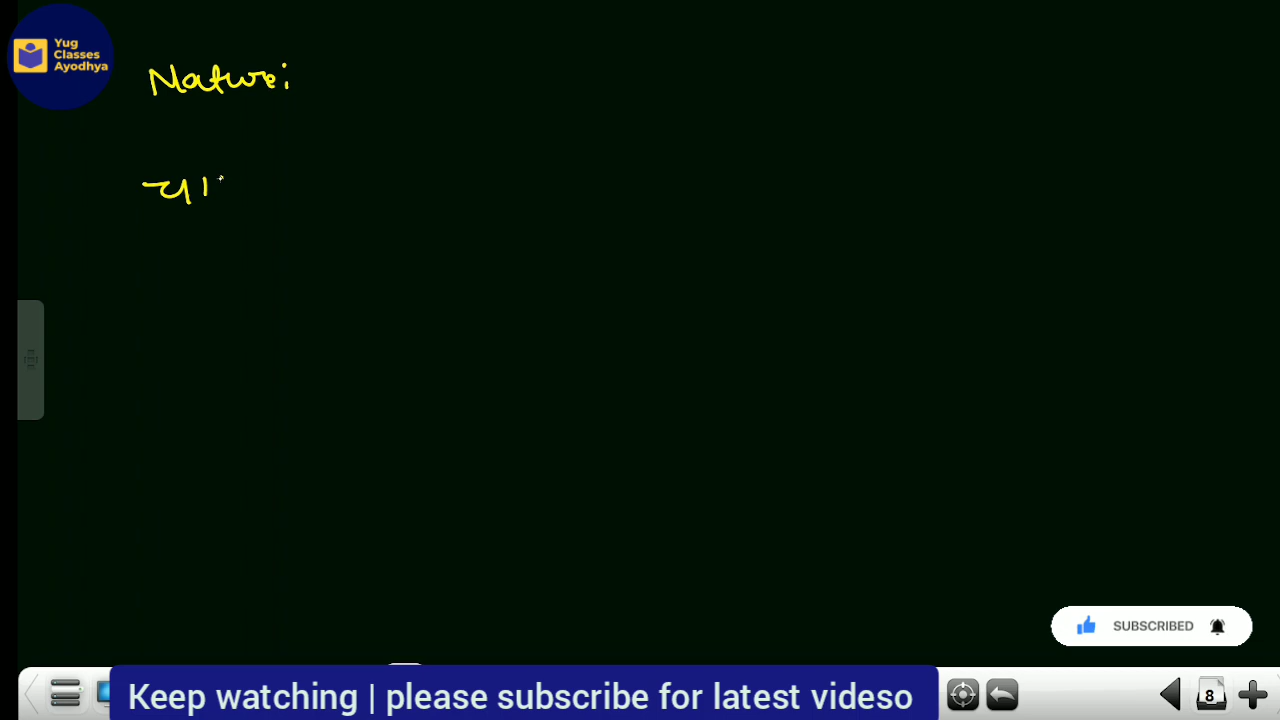 Yug
Classes
Ayodhya
Nature:
SUBSCRIBED
8
Keep watching | please subscribe for latest videso